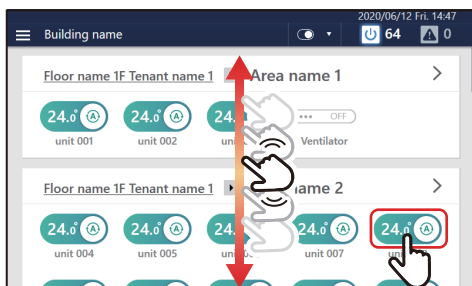 2020/06/12 Fri. 14:47
Building name 64 0
Floor name 1F Tenant name 1 Area name 1
24.0 A 24.0 A 24. ••• OFF
unit 001 unit 002 Ventilator
Floor name 1F Tenant name 1 name 2
24.0 A 24.0 A 24. 24.0 A 24.0 A
unit 004 unit 005 unit 007